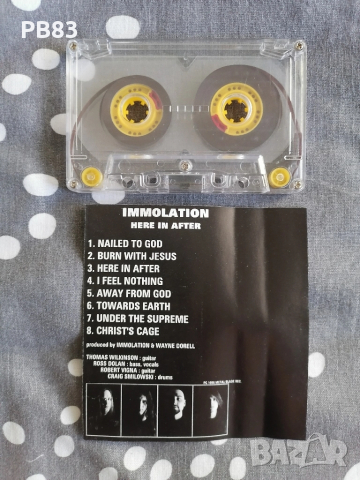 PB83
IMMOLATION
HERE IN AFTER
1. NAILED TO GOD
2. BURN WITH JESUS
3. HERE IN AFTER
4. I FEEL NOTHING
5. AWAY FROM GOD
6. TOWARDS EARTH
7. UNDER THE SUPREME
8. CHRIST'S CAGE
produced by IMMOLATION & WAYNE DORELL
THOMAS WILKINSON : guitar
ROSS DOLAN : bass, vocals
ROBERT VIGNA : guitar
CRAIG SMILOWSKI : drums
BAZAR
bg